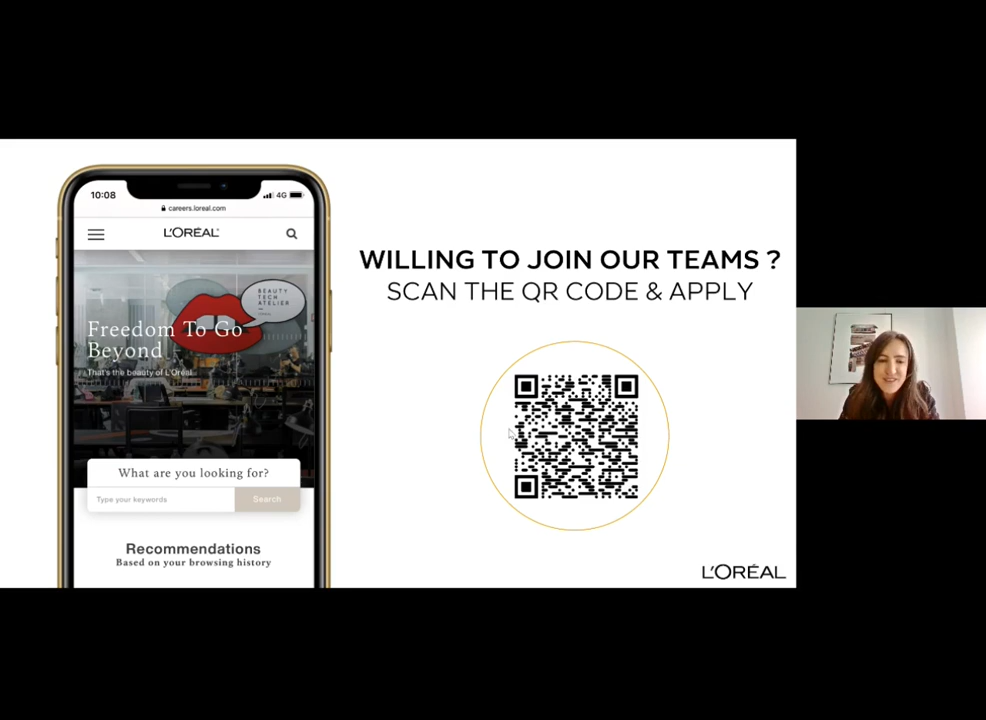 10:08
4G
careers.loreal.com
L'ORÉAL
BEAUTY
TECH
ATELIER
Freedom To Go
Beyond
That's the beauty of L'Oréal
What are you looking for?
Type your keywords
Search
Recommendations
Based on your browsing history
WILLING TO JOIN OUR TEAMS ?
SCAN THE QR CODE & APPLY
L'ORÉAL